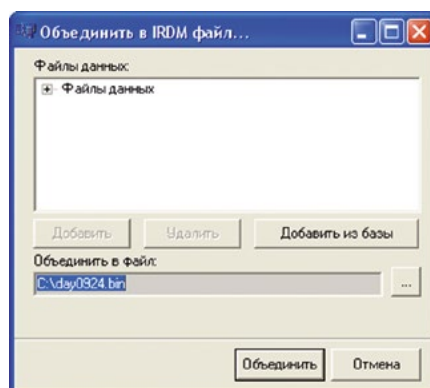 Объединить в IRDM файл...
Файлы данных:
Файлы данных
Добавить Удалить Добавить из базы
Объединить в файл:
C:\day0924.bin ...
Объединить Отмена